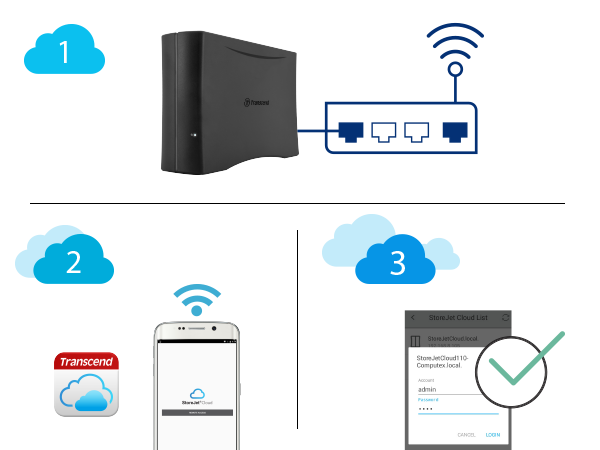 1
Transcend
2
Transcend
StoreJet Cloud
3
StoreJet Cloud List
StoreJetCloud.local.
StoreJetCloud110-
Computex.local.
Account
admin
Password
CANCEL LOGIN